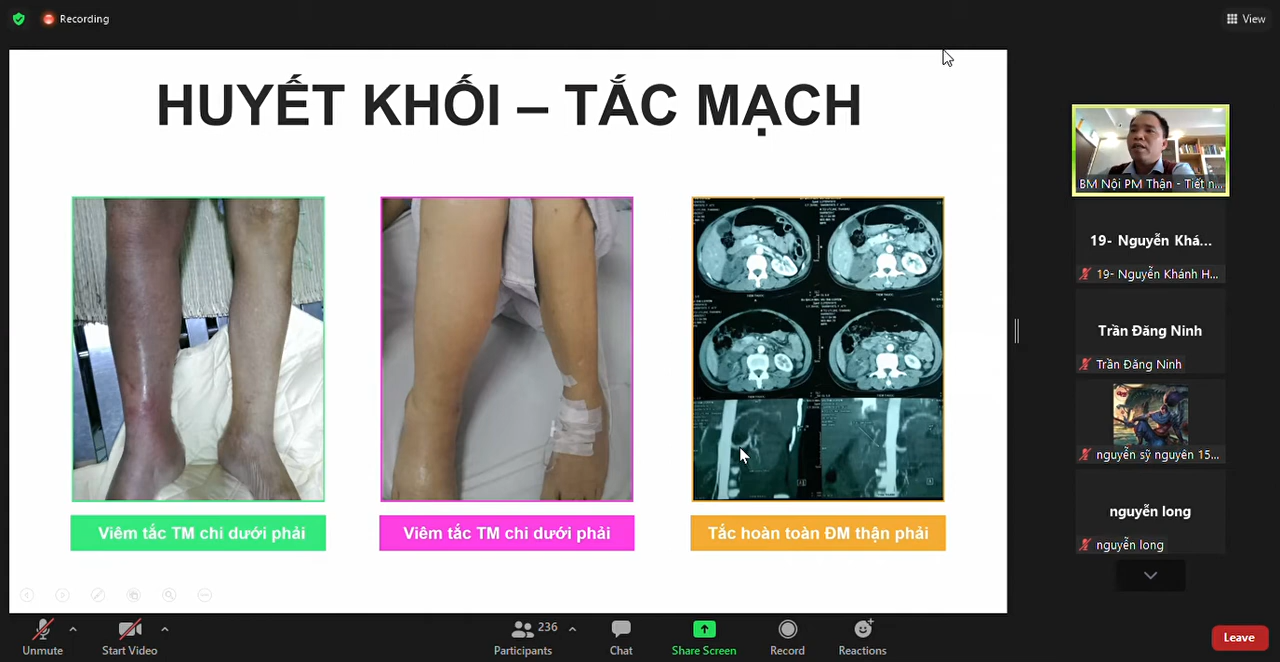 Recording
View
HUYẾT KHỐI – TẮC MẠCH
Viêm tắc TM chi dưới phải
Viêm tắc TM chi dưới phải
Tắc hoàn toàn ĐM thận phải
BM Nội PM Thận - Tiết n...
19- Nguyễn Khá...
19- Nguyễn Khánh H...
Trần Đăng Ninh
Trần Đăng Ninh
nguyễn sỹ nguyên 15...
nguyễn long
nguyễn long
Unmute
Start Video
236
Participants
Chat
Share Screen
Record
Reactions
Leave